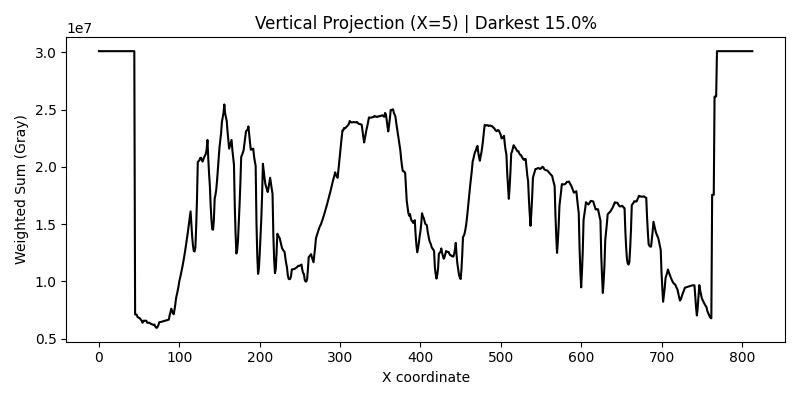 Vertical Projection (X=5) | Darkest 15.0%
1e7
3.0
2.5
2.0
1.5
1.0
0.5
Weighted Sum (Gray)
0 100 200 300 400 500 600 700 800
X coordinate